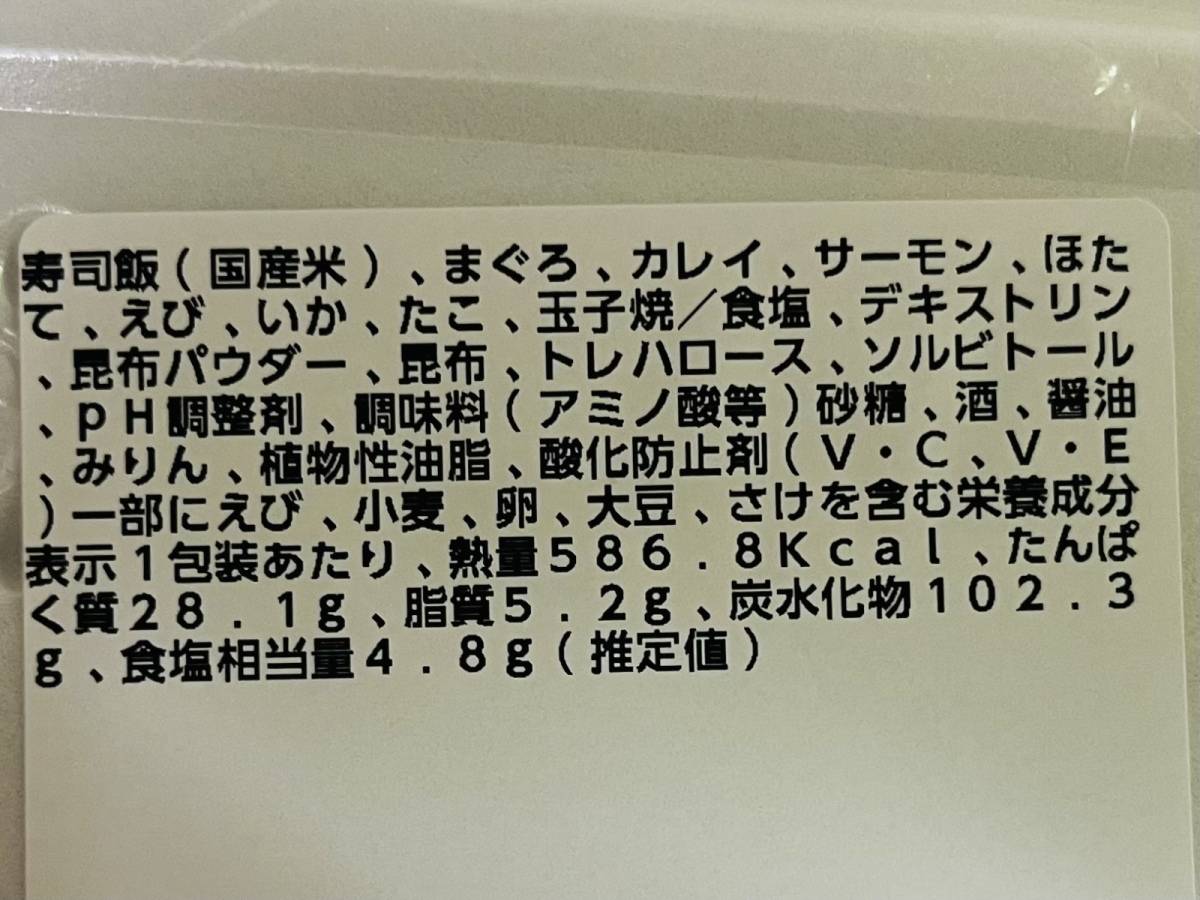 寿司飯(国産米)、まぐろ、カレイ、サーモン、ほた
て、えび、いか、たこ、玉子焼/食塩、デキストリン
、昆布パウダー、昆布、トレハロース、ソルビトール
、pH調整剤、調味料(アミノ酸等)砂糖、酒、醤油
、みりん、植物性油脂、酸化防止剤(V・C、V・E
)一部にえび、小麦、卵、大豆、さけを含む栄養成分
表示1包装あたり、熱量586.8Kcal、たんぱ
く質28.1g、脂質5.2g、炭水化物102.3
g、食塩相当量4.8g(推定値)